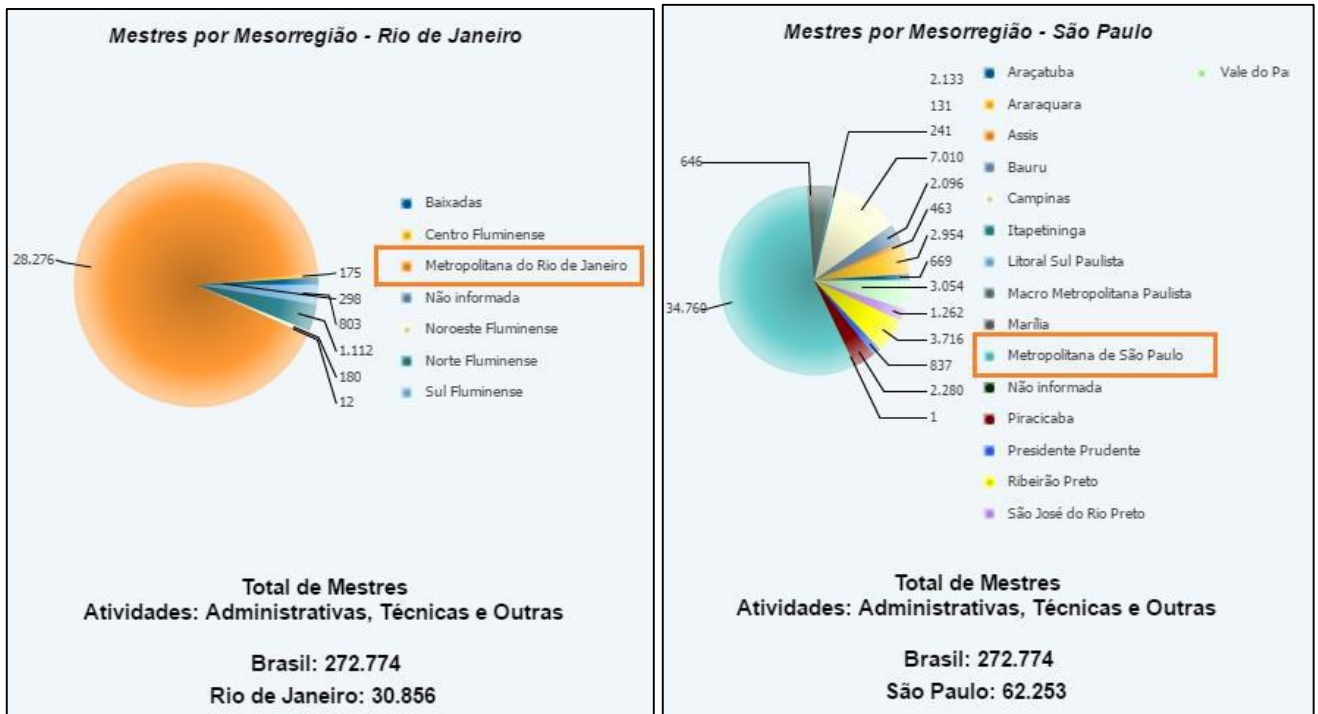 Mestres por Mesorregião - Rio de Janeiro
28.276
175
298
803
1.112
180
12
Baixadas
Centro Fluminense
Metropolitana do Rio de Janeiro
Não informada
Noroeste Fluminense
Norte Fluminense
Sul Fluminense
Total de Mestres
Atividades: Administrativas, Técnicas e Outras
Brasil: 272.774
Rio de Janeiro: 30.856
Mestres por Mesorregião - São Paulo
646
34.760
2.133
131
241
7.010
2.096
463
2.954
669
3.054
1.262
3.716
837
2.280
1
Araçatuba
Araraquara
Assis
Bauru
Campinas
Itapetininga
Litoral Sul Paulista
Macro Metropolitana Paulista
Marília
Metropolitana de São Paulo
Não informada
Piracicaba
Presidente Prudente
Ribeirão Preto
São José do Rio Preto
Vale do Pa
Total de Mestres
Atividades: Administrativas, Técnicas e Outras
Brasil: 272.774
São Paulo: 62.253